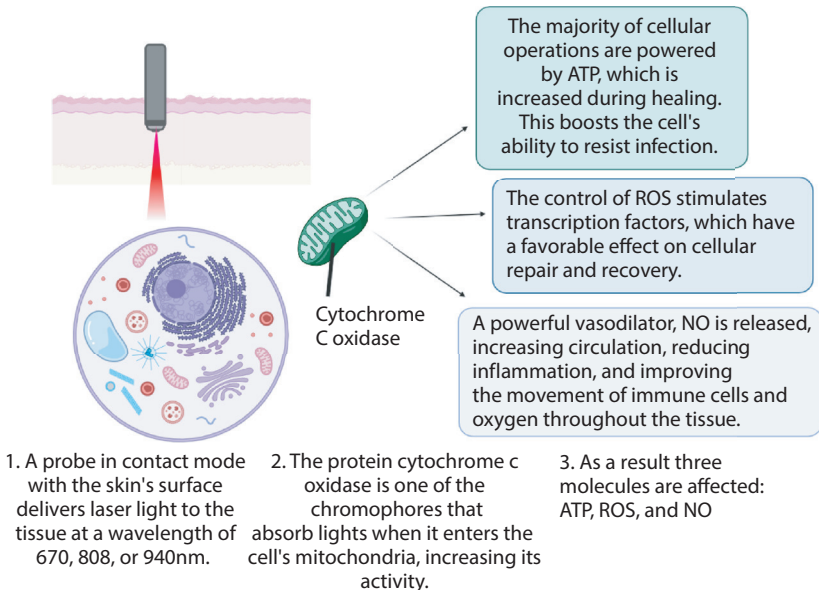 The majority of cellular
operations are powered
by ATP, which is
increased during healing.
This boosts the cell's
ability to resist infection.
The control of ROS stimulates
transcription factors, which have
a favorable effect on cellular
repair and recovery.
Cytochrome
C oxidase
A powerful vasodilator, NO is released,
increasing circulation, reducing
inflammation, and improving
the movement of immune cells and
oxygen throughout the tissue.
1. A probe in contact mode
with the skin's surface
delivers laser light to the
tissue at a wavelength of
670, 808, or 940nm.
2. The protein cytochrome c
oxidase is one of the
chromophores that
absorb lights when it enters the
cell's mitochondria, increasing its
activity.
3. As a result three
molecules are affected:
ATP, ROS, and NO